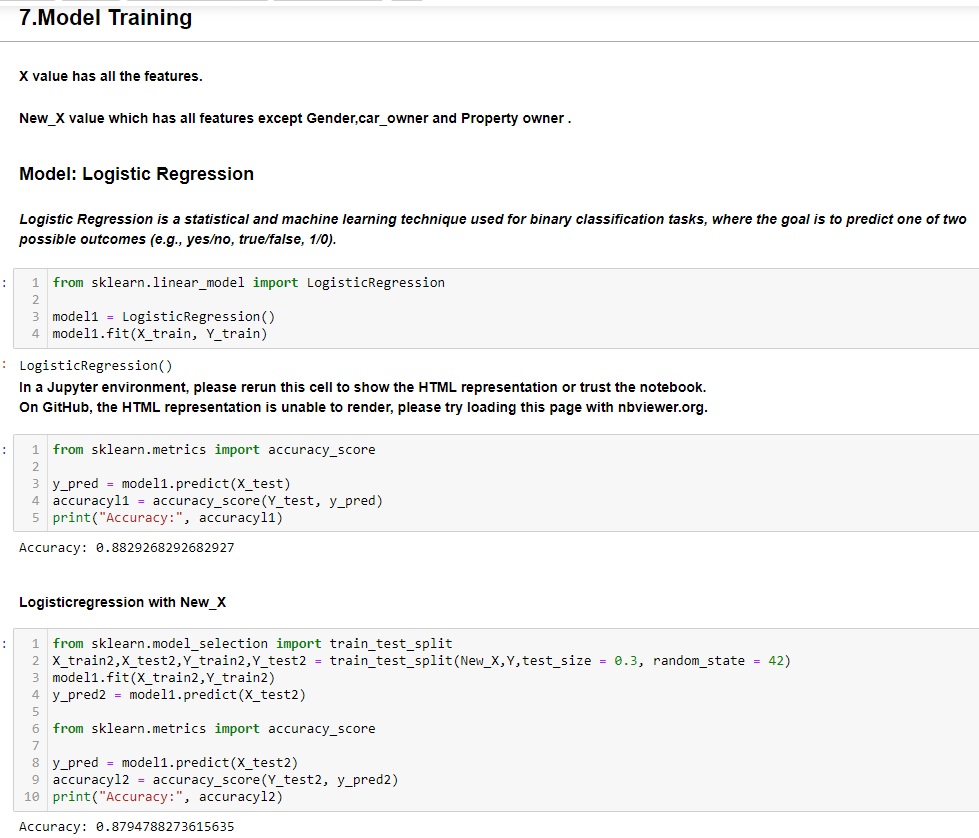 7.Model Training
X value has all the features.
New_X value which has all features except Gender,car_owner and Property owner .
Model: Logistic Regression
Logistic Regression is a statistical and machine learning technique used for binary classification tasks, where the goal is to predict one of two
possible outcomes (e.g., yes/no, true/false, 1/0).
: 1 from sklearn.linear_model import LogisticRegression
2
3 model1 = LogisticRegression()
4 model1.fit(X_train, Y_train)
: LogisticRegression()
In a Jupyter environment, please rerun this cell to show the HTML representation or trust the notebook.
On GitHub, the HTML representation is unable to render, please try loading this page with nbviewer.org.
: 1 from sklearn.metrics import accuracy_score
2
3 y_pred = model1.predict(X_test)
4 accuracyl1 = accuracy_score(Y_test, y_pred)
5 print("Accuracy:", accuracyl1)
Accuracy: 0.8829268292682927
Logisticregression with New_X
: 1 from sklearn.model_selection import train_test_split
2 X_train2,X_test2,Y_train2,Y_test2 = train_test_split(New_X,Y,test_size = 0.3, random_state = 42)
3 model1.fit(X_train2,Y_train2)
4 y_pred2 = model1.predict(X_test2)
5
6 from sklearn.metrics import accuracy_score
7
8 y_pred = model1.predict(X_test2)
9 accuracyl2 = accuracy_score(Y_test2, y_pred2)
10 print("Accuracy:", accuracyl2)
Accuracy: 0.8794788273615635